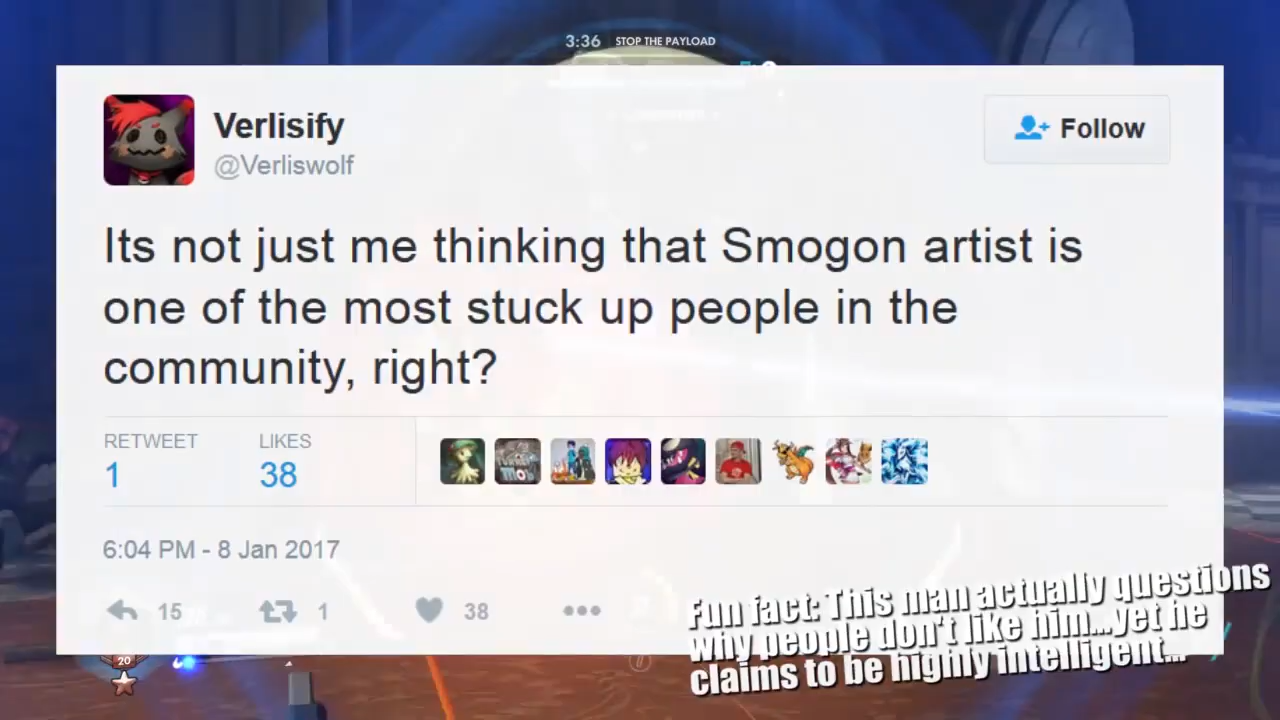 3:36 STOP THE PAYLOAD
Verlisify
@Verliswolf
Follow
Its not just me thinking that Smogon artist is
one of the most stuck up people in the
community, right?
RETWEET LIKES
1 38
6:04 PM - 8 Jan 2017
15 1 38 •••
Fun fact: This man actually questions
why people don't like him...yet he
claims to be highly intelligent...
20